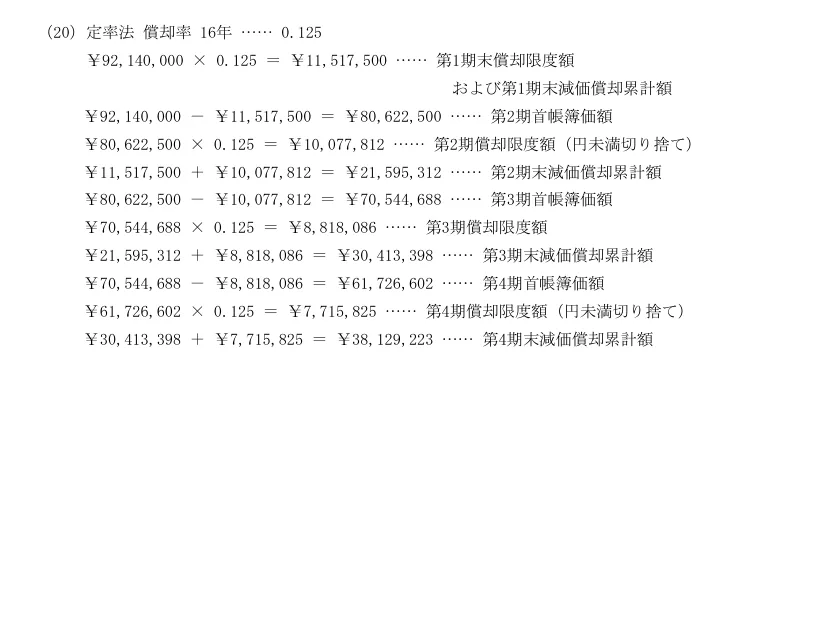 (20) 定率法 償却率 16年 …… 0.125
￥92,140,000 × 0.125 ＝ ￥11,517,500 …… 第1期末償却限度額
および第1期末減価償却累計額
￥92,140,000 － ￥11,517,500 ＝ ￥80,622,500 …… 第2期首帳簿価額
￥80,622,500 × 0.125 ＝ ￥10,077,812 …… 第2期償却限度額（円未満切り捨て）
￥11,517,500 ＋ ￥10,077,812 ＝ ￥21,595,312 …… 第2期末減価償却累計額
￥80,622,500 － ￥10,077,812 ＝ ￥70,544,688 …… 第3期首帳簿価額
￥70,544,688 × 0.125 ＝ ￥8,818,086 …… 第3期償却限度額
￥21,595,312 ＋ ￥8,818,086 ＝ ￥30,413,398 …… 第3期末減価償却累計額
￥70,544,688 － ￥8,818,086 ＝ ￥61,726,602 …… 第4期首帳簿価額
￥61,726,602 × 0.125 ＝ ￥7,715,825 …… 第4期償却限度額（円未満切り捨て）
￥30,413,398 ＋ ￥7,715,825 ＝ ￥38,129,223 …… 第4期末減価償却累計額